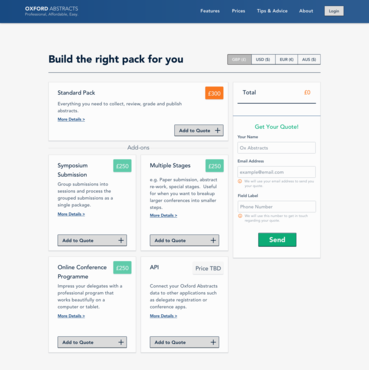 OXFORD ABSTRACTS
Professional. Affordable. Easy.
Features
Prices
Tips & Advice
About
Login
Build the right pack for you
GBP (£)
USD ($)
EUR (€)
AUS ($)
Standard Pack
£300
Everything you need to collect, review, grade and publish
abstracts.
More Details >
Add to Quote +
Add-ons
Symposium
Submission
£250
Group submissions into
sessions and process the
grouped submissions as a
single package.
More Details >
Add to Quote +
Multiple Stages
£250
e.g. Paper submission, abstract
re-work, special stages. Useful
for when you want to breakup
larger conferences into smaller
steps.
More Details >
Add to Quote +
Online Conference
Programme
£250
Impress your delegates with a
professional program that
works beautifully on a
computer or tablet.
More Details >
Add to Quote +
API
Price TBD
Connect your Oxford Abstracts
data to other applications such
as delegate registration or
conference apps.
More Details >
Add to Quote +
Total
£0
Get Your Quote!
Your Name
On Abstracts
Email Address
example@email.com
We will use your email address to send you
your quote.
Field Label
Phone Number
We will use this number to get in touch
regarding your quote.
Send